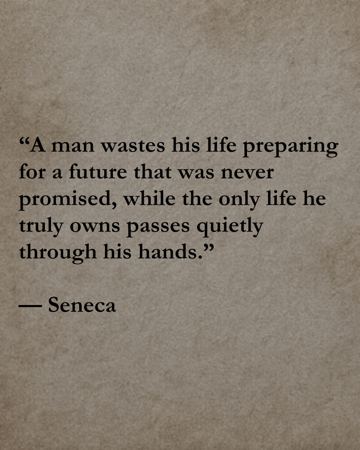 “A man wastes his life preparing
for a future that was never
promised, while the only life he
truly owns passes quietly
through his hands.”
— Seneca